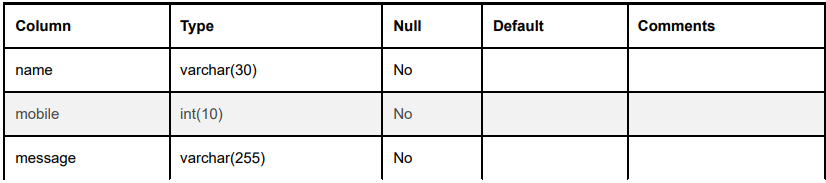 Column Type Null Default Comments
name varchar(30) No
mobile int(10) No
message varchar(255) No